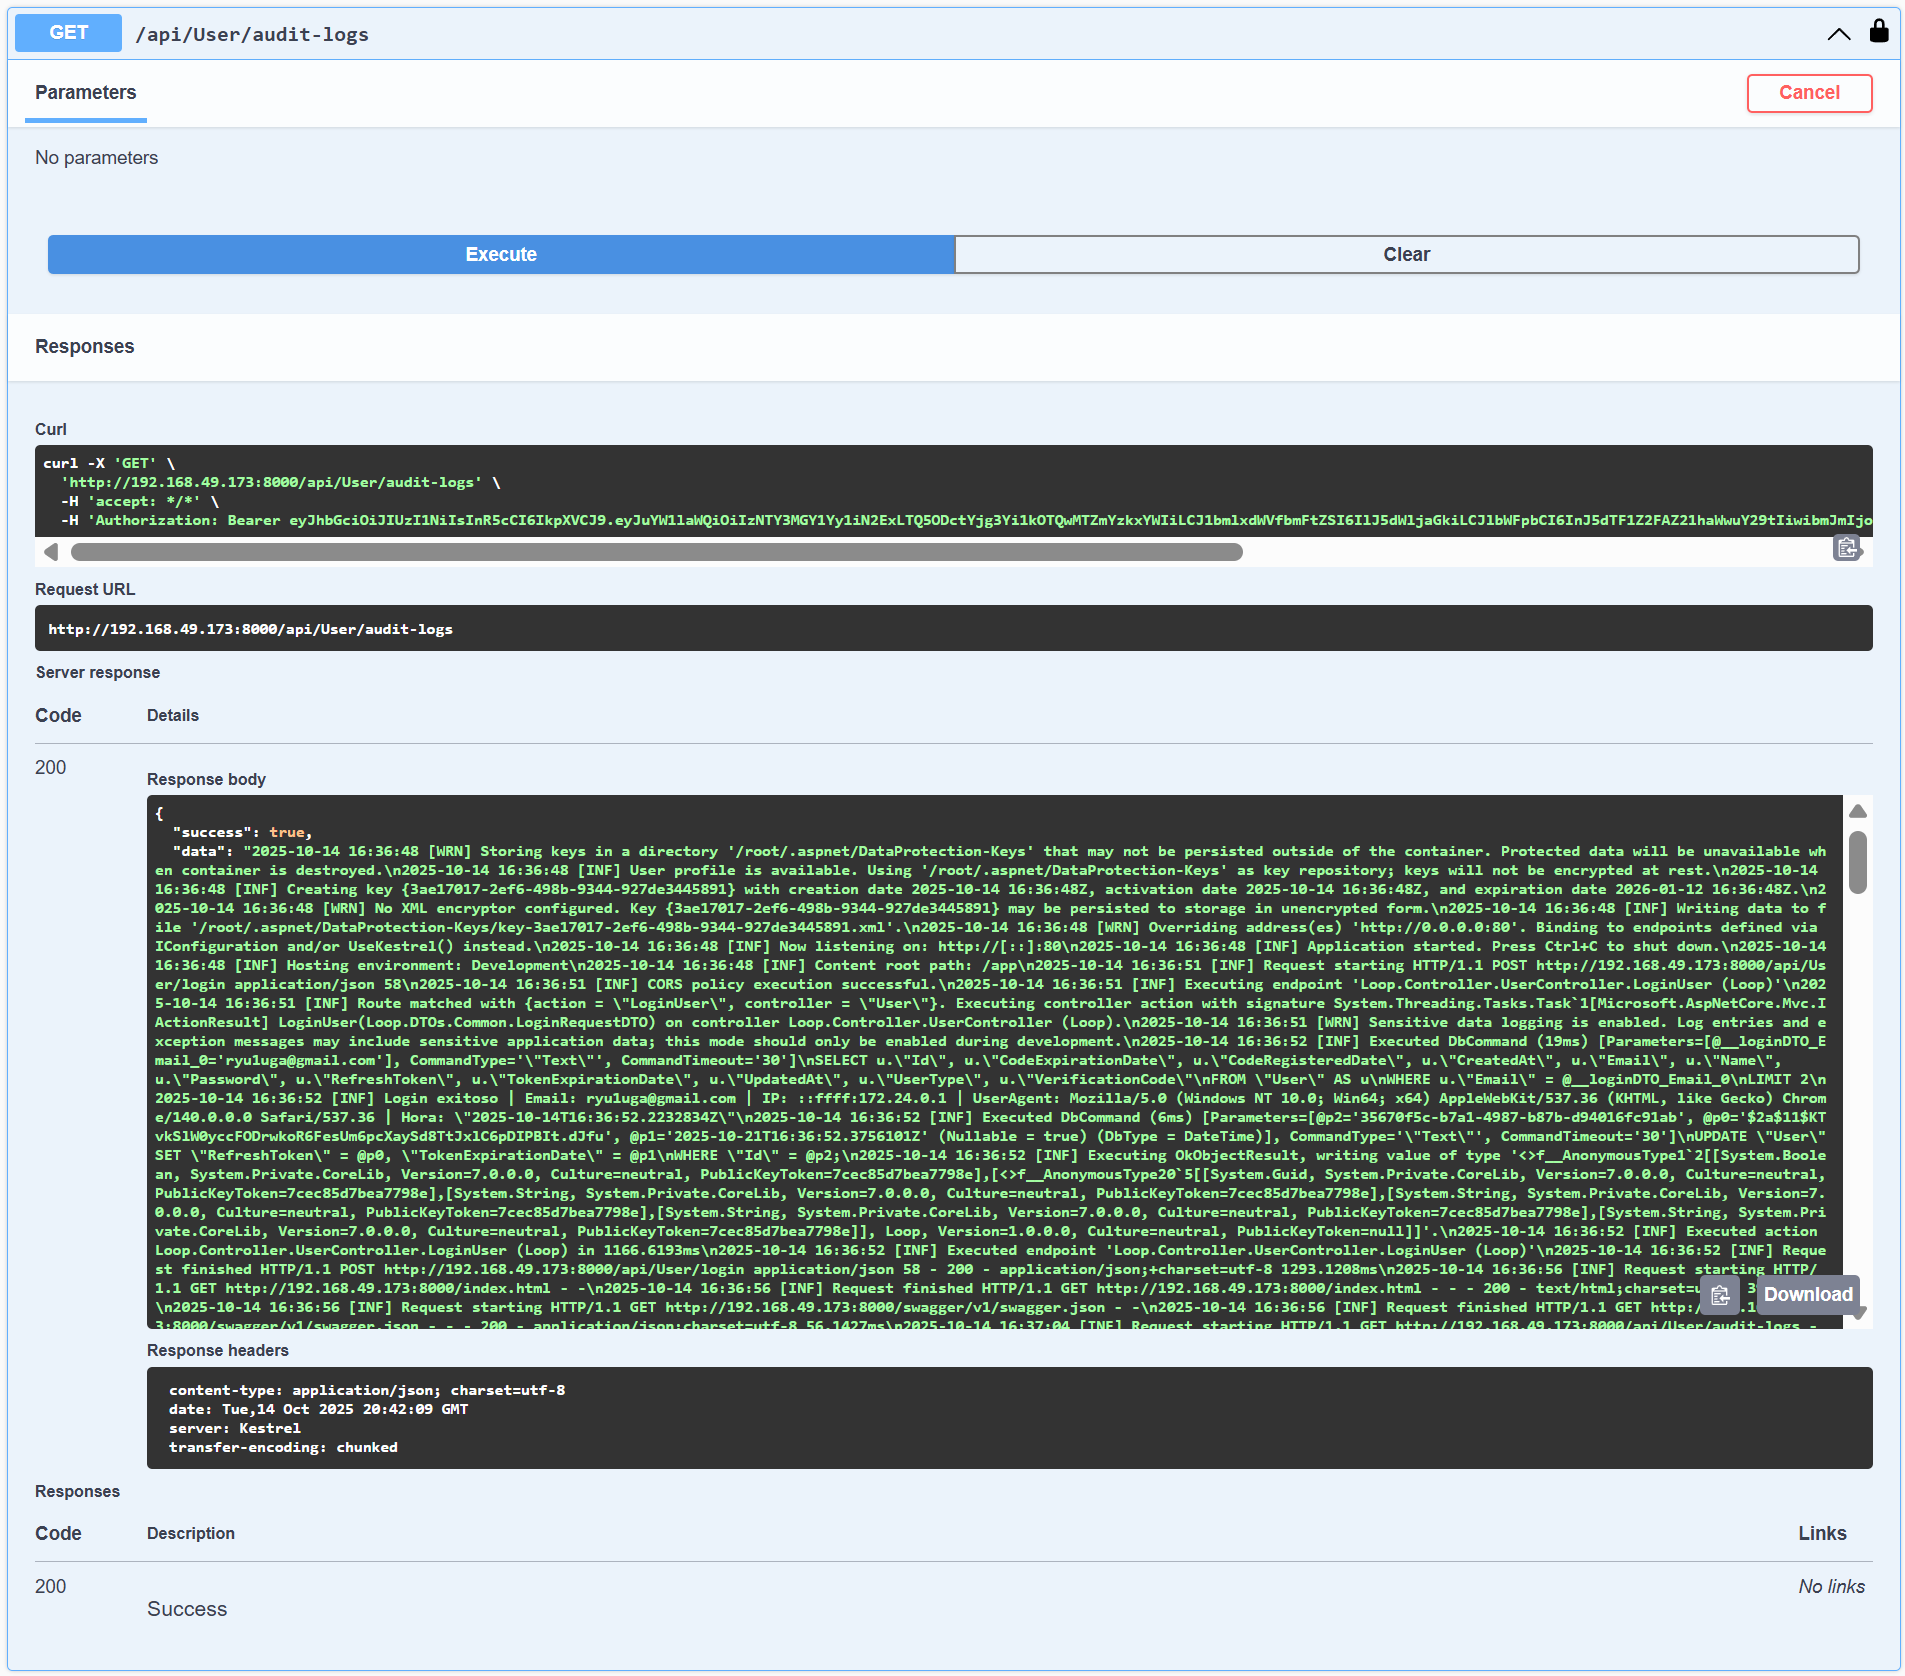 GET /api/User/audit-logs
Parameters
Cancel
No parameters
Execute
Clear
Responses
Curl
curl -X 'GET' \
  'http://192.168.49.173:8000/api/User/audit-logs' \
  -H 'accept: */*' \
  -H 'Authorization: Bearer
Request URL
http://192.168.49.173:8000/api/User/audit-logs
Server response
Code Details
200
Response body
{
  "success": true,
  "data": "2025-10-14 16:36:48 [WRN] Storing keys in a directory '/root/.aspnet/DataProtection-Keys' that may not be persisted outside of the container. Protected data will be unavailable wh
en container is destroyed.\n2025-10-14 16:36:48 [INF] User profile is available. Using '/root/.aspnet/DataProtection-Keys' as key repository; keys will not be encrypted at rest.\n2025-10-14
16:36:48 [INF] Creating key {3ae17017-2ef6-498b-9344-927de3445891} with creation date 2025-10-14 16:36:48Z, activation date 2025-10-14 16:36:48Z, and expiration date 2026-01-12 16:36:48Z.\n2
025-10-14 16:36:48 [WRN] No XML encryptor configured. Key {3ae17017-2ef6-498b-9344-927de3445891} may be persisted to storage in unencrypted form.\n2025-10-14 16:36:48 [INF] Writing data to f
ile '/root/.aspnet/DataProtection-Keys/key-3ae17017-2ef6-498b-9344-927de3445891.xml'.\n2025-10-14 16:36:48 [WRN] Overriding address(es) 'http://0.0.0.0:80'. Binding to endpoints defined via
IConfiguration and/or UseKestrel() instead.\n2025-10-14 16:36:48 [INF] Now listening on: http://[::]:80\n2025-10-14 16:36:48 [INF] Application started. Press Ctrl+C to shut down.\n2025-10-14
16:36:48 [INF] Hosting environment: Development\n2025-10-14 16:36:48 [INF] Content root path: /app\n2025-10-14 16:36:51 [INF] Request starting HTTP/1.1 POST http://192.168.49.173:8000/api/Us
er/login application/json 58\n2025-10-14 16:36:51 [INF] CORS policy execution successful.\n2025-10-14 16:36:51 [INF] Executing endpoint 'Loop.Controller.UserController.LoginUser (Loop)'\n202
5-10-14 16:36:51 [INF] Route matched with {action = \"LoginUser\", controller = \"User\"}. Executing controller action with signature System.Threading.Tasks.Task`1[Microsoft.AspNetCore.Mvc.I
ActionResult] LoginUser(Loop.DTOs.Common.LoginRequestDTO) on controller Loop.Controller.UserController (Loop).\n2025-10-14 16:36:51 [WRN] Sensitive data logging is enabled. Log entries and e
xception messages may include sensitive application data; this mode should only be enabled during development.\n2025-10-14 16:36:52 [INF] Executed DbCommand (19ms) [Parameters=[@__loginDTO_E
mail_0='ryu1uga@gmail.com'], CommandType='\"Text\"', CommandTimeout='30']\nSELECT u.\"Id\", u.\"CodeExpirationDate\", u.\"CodeRegisteredDate\", u.\"CreatedAt\", u.\"Email\", u.\"Name\",
u.\"Password\", u.\"RefreshToken\", u.\"TokenExpirationDate\", u.\"UpdatedAt\", u.\"UserType\", u.\"VerificationCode\"\nFROM \"User\" AS u\nWHERE u.\"Email\" = @__loginDTO_Email_0\nLIMIT 2\n
2025-10-14 16:36:52 [INF] Login exitoso | Email: ryu1uga@gmail.com | IP: ::ffff:172.24.0.1 | UserAgent: Mozilla/5.0 (Windows NT 10.0; Win64; x64) AppleWebKit/537.36 (KHTML, like Gecko) Chrom
e/140.0.0.0 Safari/537.36 | Hora: \"2025-10-14T16:36:52.2232834Z\"\n2025-10-14 16:36:52 [INF] Executed DbCommand (6ms) [Parameters=[@p2='35670f5c-b7a1-4987-b87b-d94016fc91ab', @p0='$2a$11$KT
@p1='2025-10-21T16:36:52.3756101Z' (Nullable = true) (DbType = DateTime)], CommandType='\"Text\"', CommandTimeout='30']\nUPDATE \"User\"
SET \"RefreshToken\" = @p0, \"TokenExpirationDate\" = @p1\nWHERE \"Id\" = @p2;\n2025-10-14 16:36:52 [INF] Executing OkObjectResult, writing value of type '<>f__AnonymousType1`2[[System.Boole
an, System.Private.CoreLib, Version=7.0.0.0, Culture=neutral, PublicKeyToken=7cec85d7bea7798e],[<>f__AnonymousType20`5[[System.Guid, System.Private.CoreLib, Version=7.0.0.0, Culture=neutral,
PublicKeyToken=7cec85d7bea7798e],[System.String, System.Private.CoreLib, Version=7.0.0.0, Culture=neutral, PublicKeyToken=7cec85d7bea7798e],[System.String, System.Private.CoreLib, Version=7.
0.0.0, Culture=neutral, PublicKeyToken=7cec85d7bea7798e],[System.String, System.Private.CoreLib, Version=7.0.0.0, Culture=neutral, PublicKeyToken=7cec85d7bea7798e],[System.String, System.Pri
vate.CoreLib, Version=7.0.0.0, Culture=neutral, PublicKeyToken=7cec85d7bea7798e]], Loop, Version=1.0.0.0, Culture=neutral, PublicKeyToken=null]]'.\n2025-10-14 16:36:52 [INF] Executed action
Loop.Controller.UserController.LoginUser (Loop) in 1166.6193ms\n2025-10-14 16:36:52 [INF] Executed endpoint 'Loop.Controller.UserController.LoginUser (Loop)'\n2025-10-14 16:36:52 [INF] Reque
st finished HTTP/1.1 POST http://192.168.49.173:8000/api/User/login application/json 58 - 200 - application/json;+charset=utf-8 1293.1208ms\n2025-10-14 16:36:56 [INF] Request starting HTTP/
1.1 GET http://192.168.49.173:8000/index.html - -\n2025-10-14 16:36:56 [INF] Request finished HTTP/1.1 GET http://192.168.49.173:8000/index.html - - - 200 - text/html;charset=u
\n2025-10-14 16:36:56 [INF] Request starting HTTP/1.1 GET http://192.168.49.173:8000/swagger/v1/swagger.json - -\n2025-10-14 16:36:56 [INF] Request finished HTTP/1.1 GET http:/
3:8000/swagger/v1/swagger.json - - - 200 - application/json;charset=utf-8 56.1427ms\n2025-10-14 16:37:04 [INF] Request starting HTTP/1.1 GET http://192.168.49.173:8000/api/User/audit-logs -
Download
Response headers
content-type: application/json; charset=utf-8
date: Tue,14 Oct 2025 20:42:09 GMT
server: Kestrel
transfer-encoding: chunked
Responses
Code Description Links
200 Success No links